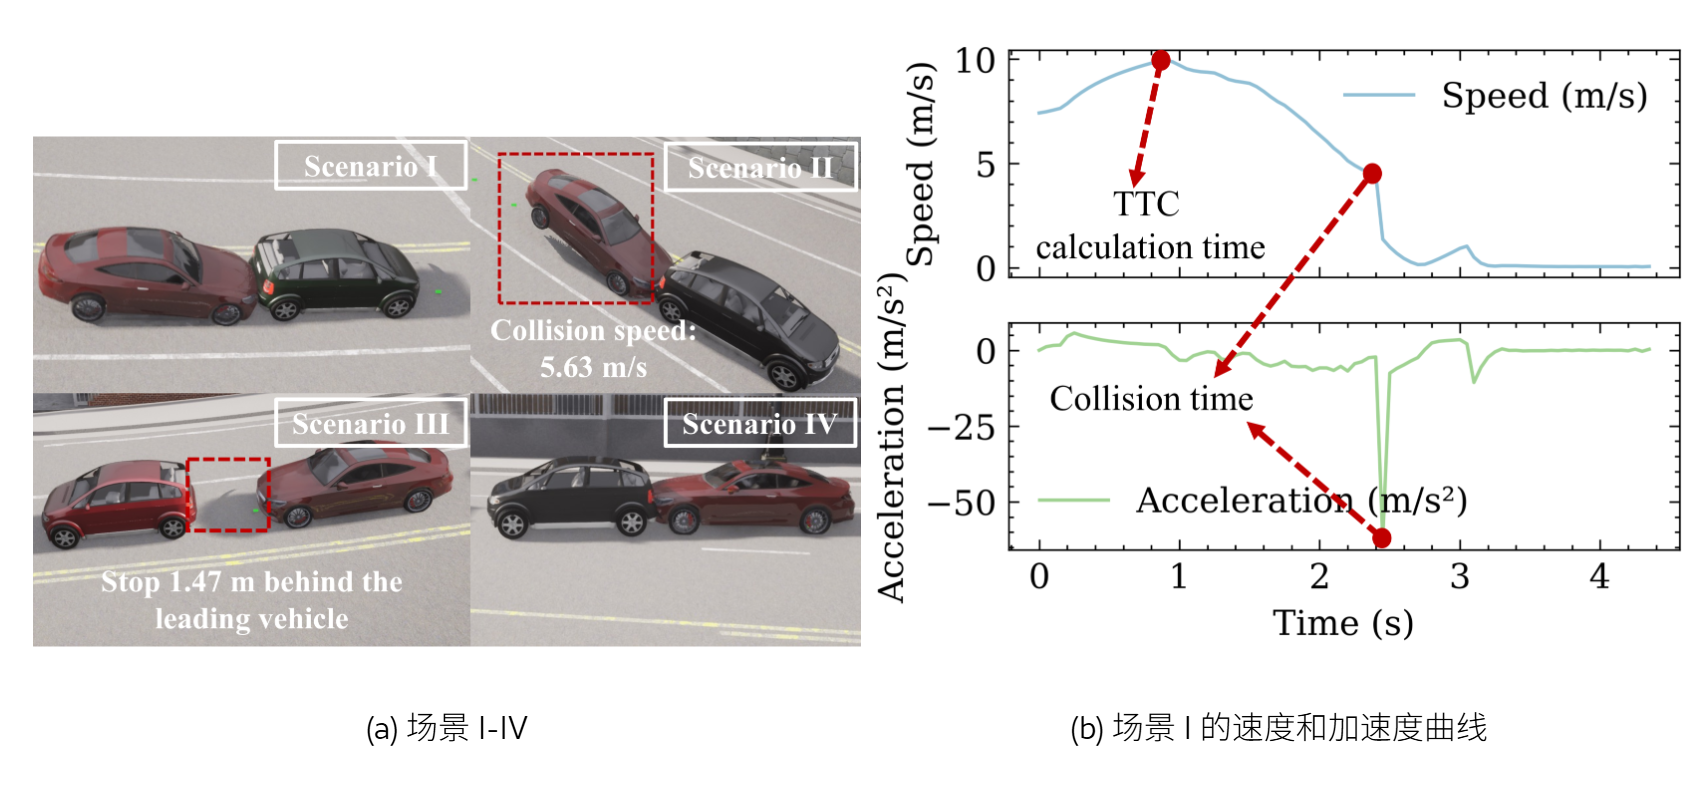 Scenario I
Scenario II
Collision speed:
5.63 m/s
Scenario III
Stop 1.47 m behind the
leading vehicle
Scenario IV
(a) 场景 I-IV
Speed (m/s)
10
5
0
Speed (m/s)
TTC
calculation time
Acceleration (m/s²)
0
−25
−50
Collision time
Acceleration (m/s²)
0 1 2 3 4
Time (s)
(b) 场景 I 的速度和加速度曲线